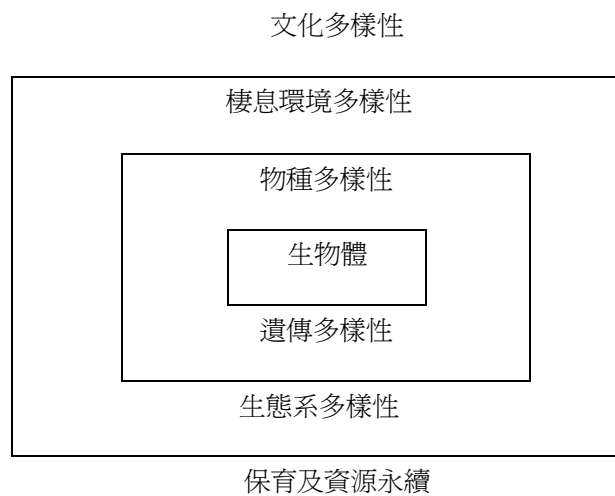 文化多樣性
棲息環境多樣性
物種多樣性
生物體
遺傳多樣性
生態系多樣性
保育及資源永續